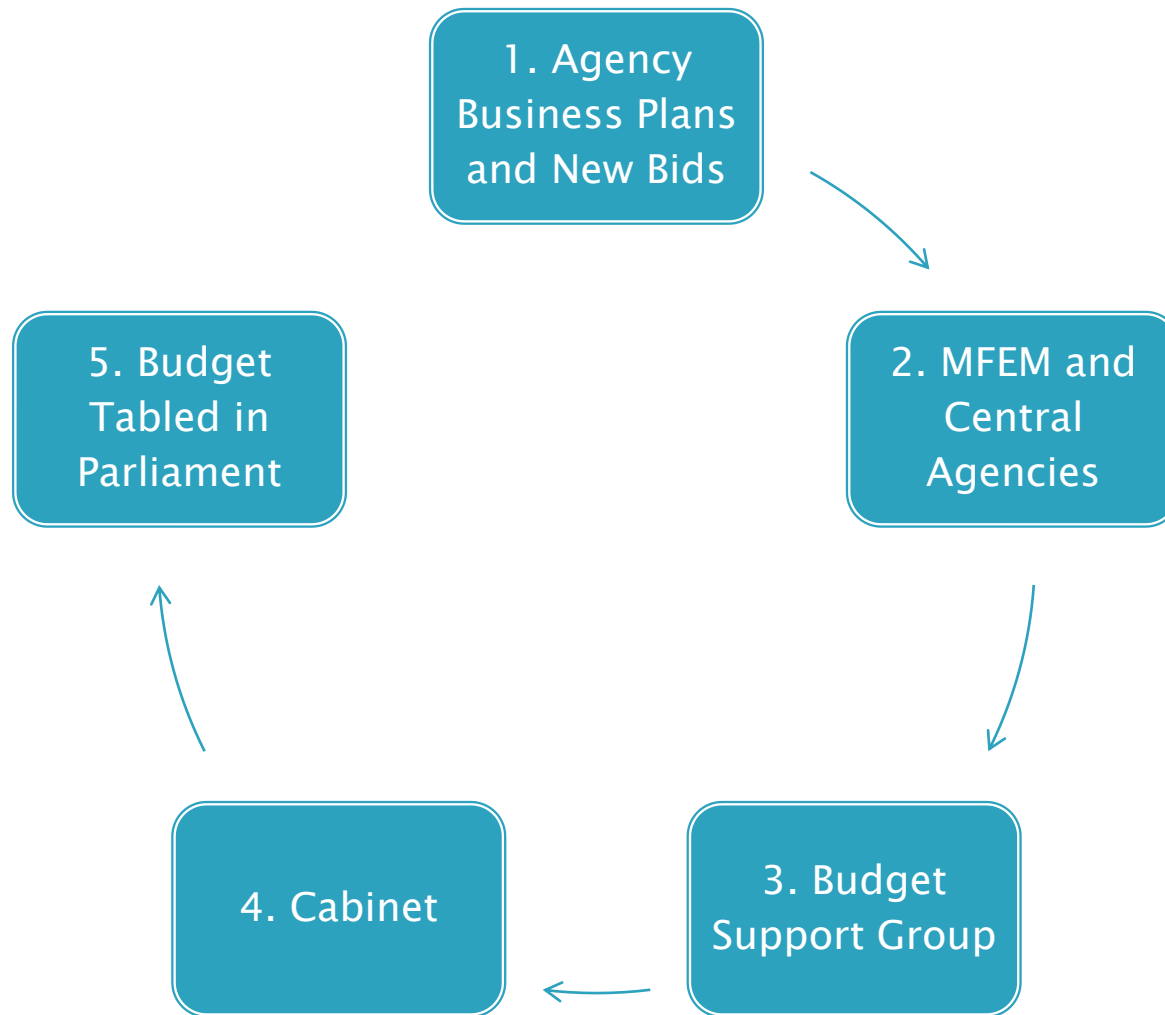 1. Agency
Business Plans
and New Bids
2. MFEM and
Central
Agencies
3. Budget
Support Group
4. Cabinet
5. Budget
Tabled in
Parliament